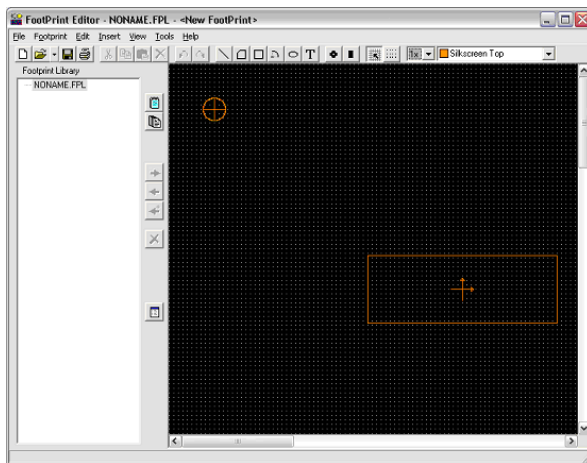 FootPrint Editor - NONAME.FPL - <New FootPrint>
File Footprint Edit Insert View Tools Help
T 1x Silkscreen Top
Footprint Library
NONAME.FPL